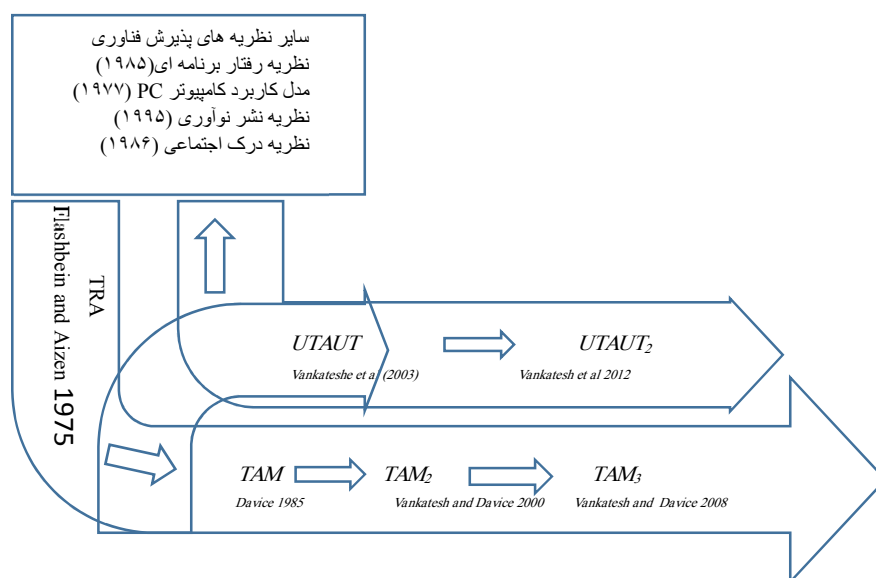 سایر نظریه های پذیرش فناوری
نظریه رفتار برنامه ای(۱۹۸۵)
مدل کاربرد کامپیوتر PC (۱۹۷۷)
نظریه نشر نوآوری (۱۹۹۵)
نظریه درک اجتماعی (۱۹۸۶)
TRA
Flashbein and Aizen 1975
UTAUT
Vankateshe et al (2003)
UTAUT2
Vankatesh et al 2012
TAM
Davice 1985
TAM2
Vankatesh and Davice 2000
TAM3
Vankatesh and Davice 2008